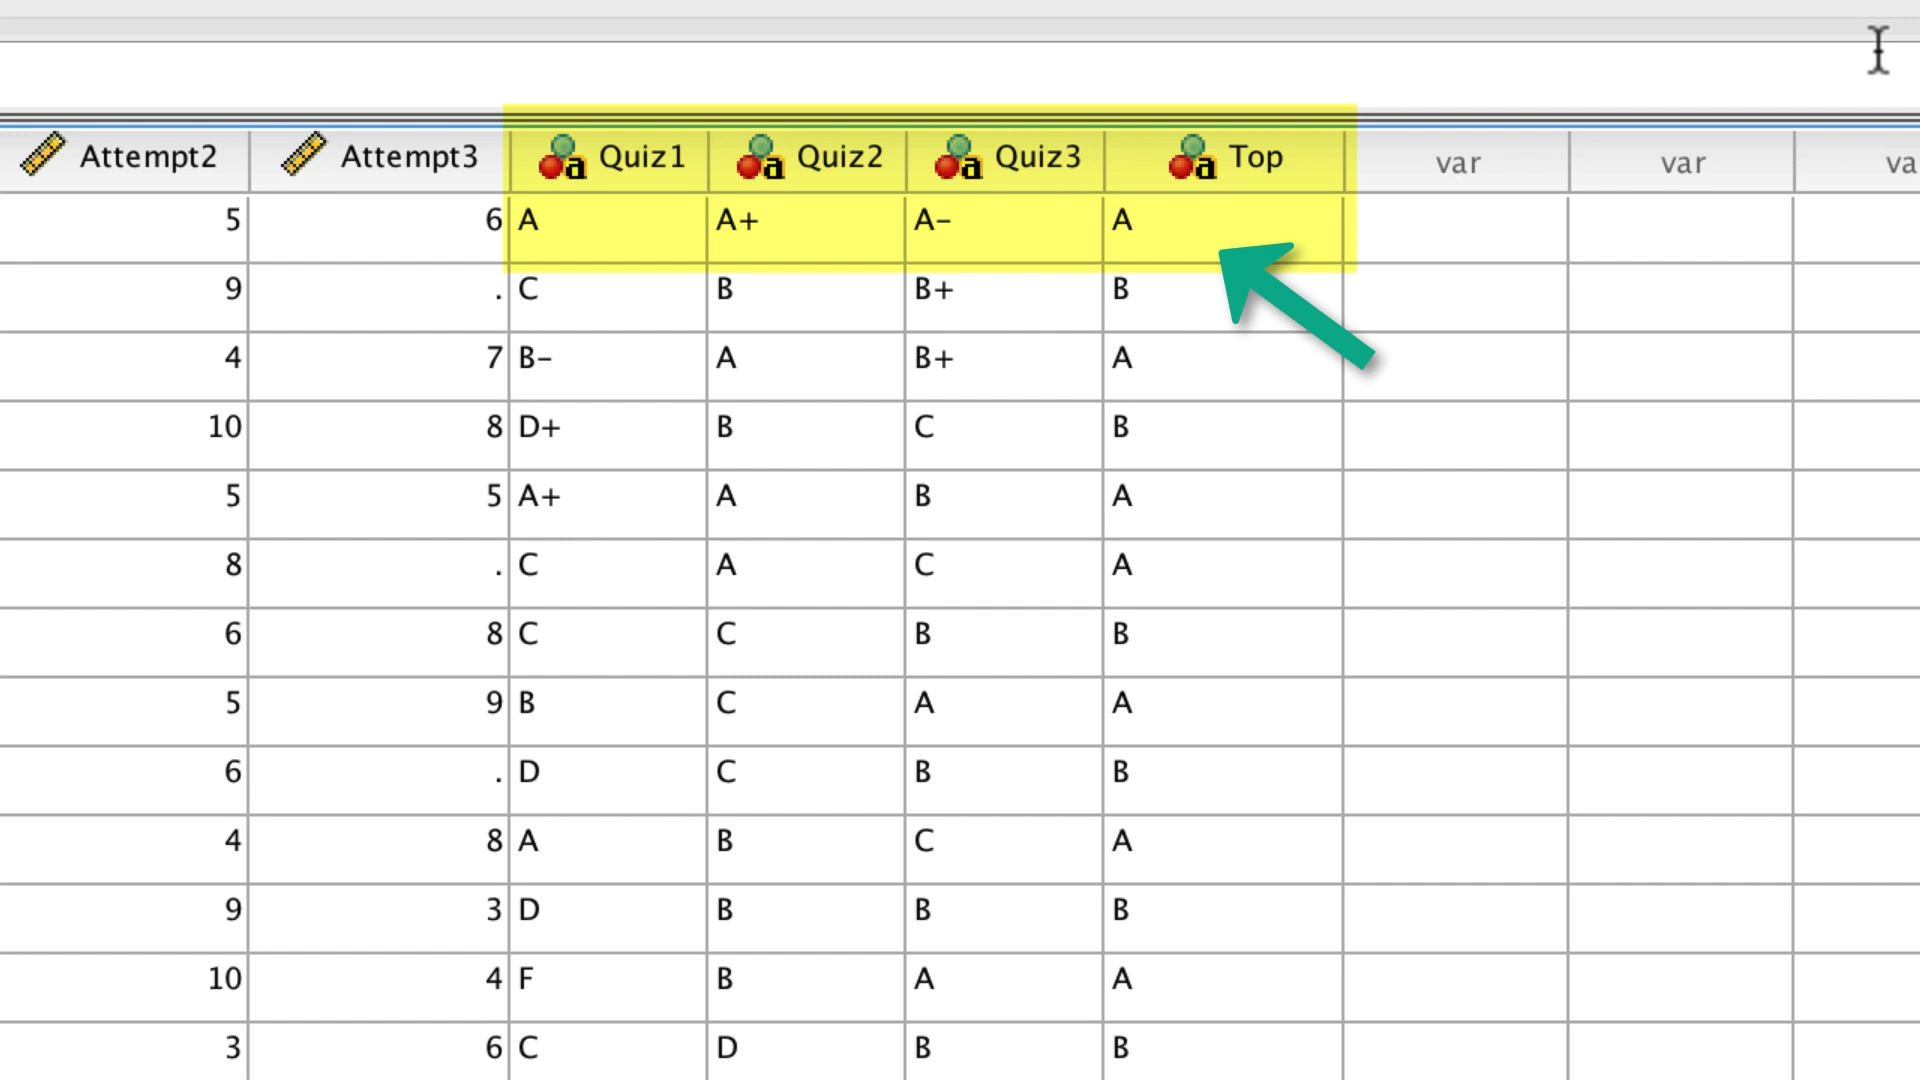 Attempt2 Attempt3 Quiz1 Quiz2 Quiz3 Top var var va
5 6 A A+ A- A
9 . C B B+ B
4 7 B- A B+ A
10 8 D+ B C B
5 5 A+ A B A
8 . C A C A
6 8 C C B B
5 9 B C A A
6 . D C B B
4 8 A B C A
9 3 D B B B
10 4 F B A A
3 6 C D B B